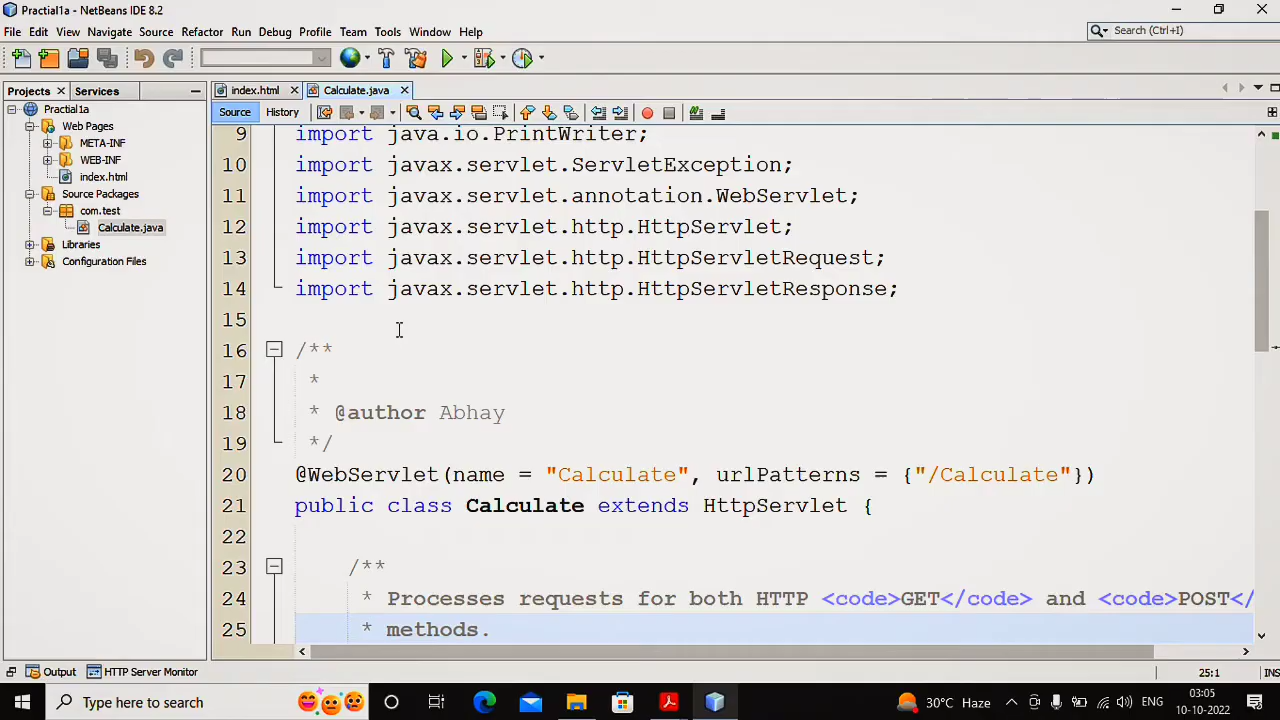 Practial1a - NetBeans IDE 8.2
File Edit View Navigate Source Refactor Run Debug Profile Team Tools Window Help
Search (Ctrl+I)
Projects Services
index.html Calculate.java
Source History
Practial1a
Web Pages
META-INF
WEB-INF
index.html
Source Packages
com.test
Calculate.java
Libraries
Configuration Files
9 import java.io.PrintWriter;
10 import javax.servlet.ServletException;
11 import javax.servlet.annotation.WebServlet;
12 import javax.servlet.http.HttpServlet;
13 import javax.servlet.http.HttpServletRequest;
14 import javax.servlet.http.HttpServletResponse;
15
16 /**
17 *
18 * @author Abhay
19 */
20 @WebServlet(name = "Calculate", urlPatterns = {"/Calculate"})
21 public class Calculate extends HttpServlet {
22
23 /**
24 * Processes requests for both HTTP <code>GET</code> and <code>POST</
25 * methods.
Output HTTP Server Monitor
25:1 INS
Type here to search
30°C Haze
ENG
03:05
10-10-2022